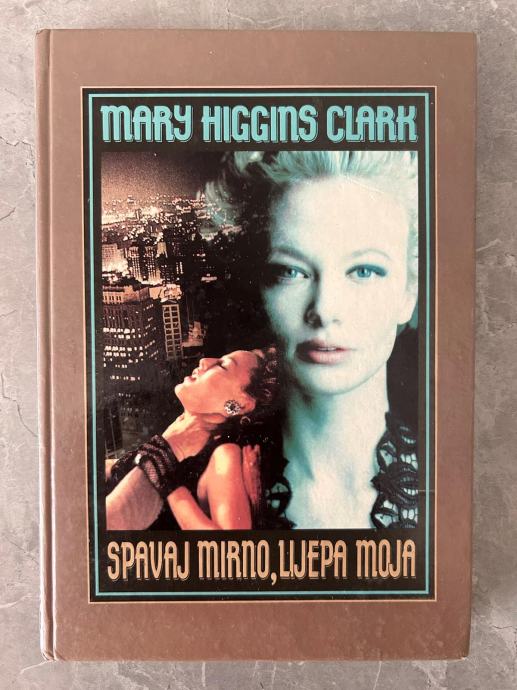 MARY HIGGINS CLARK
SPAVAJ MIRNO, LIJEPA MOJA